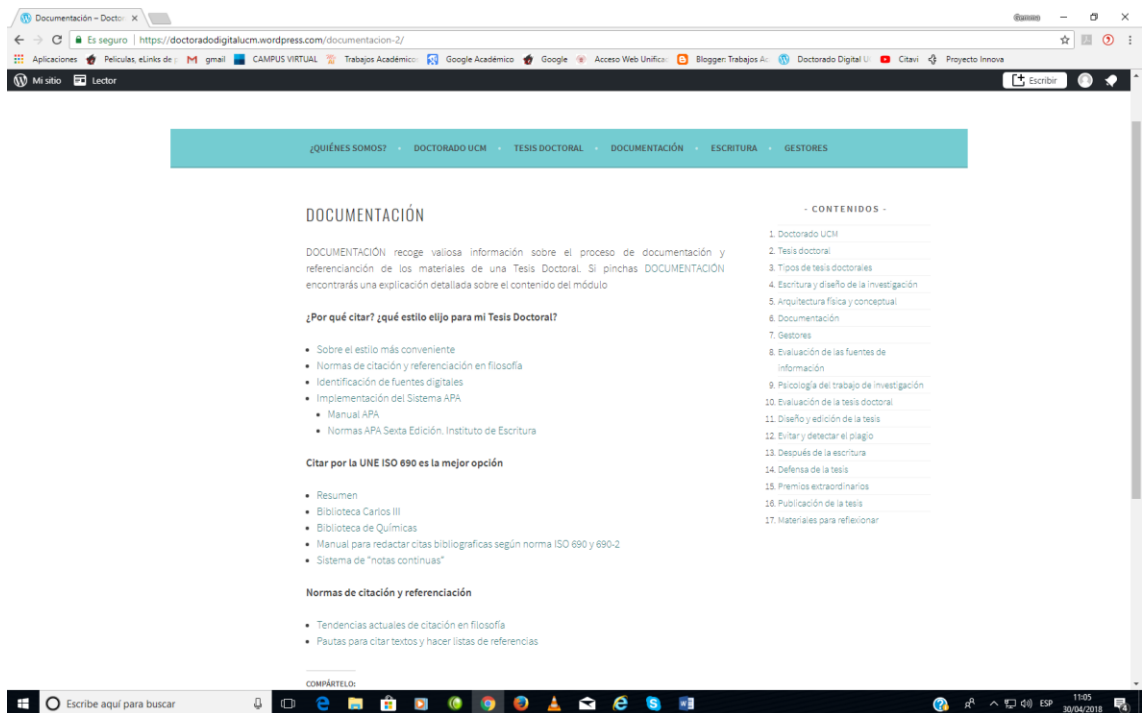 Documentación – Docto
Gemma
Es seguro | https://doctoradodigitalucm.wordpress.com/documentacion-2/
Aplicaciones Peliculas, eLinks de gmail CAMPUS VIRTUAL Trabajos Académico Google Académico Google Acceso Web Unifica Blogger: Trabajos Ac Doctorado Digital U Citavi Proyecto Innova
Mi sitio Lector Escribir
¿QUIÉNES SOMOS? DOCTORADO UCM TESIS DOCTORAL DOCUMENTACIÓN ESCRITURA GESTORES
DOCUMENTACIÓN
DOCUMENTACIÓN recoge valiosa información sobre el proceso de documentación y
referencianción de los materiales de una Tesis Doctoral. Si pinchas DOCUMENTACIÓN
encontrarás una explicación detallada sobre el contenido del módulo
¿Por qué citar? ¿qué estilo elijo para mi Tesis Doctoral?
• Sobre el estilo más conveniente
• Normas de citación y referenciación en filosofía
• Identificación de fuentes digitales
• Implementación del Sistema APA
• Manual APA
• Normas APA Sexta Edición. Instituto de Escritura
Citar por la UNE ISO 690 es la mejor opción
• Resumen
• Biblioteca Carlos III
• Biblioteca de Químicas
• Manual para redactar citas bibliograficas según norma ISO 690 y 690-2
• Sistema de "notas continuas"
Normas de citación y referenciación
• Tendencias actuales de citación en filosofía
• Pautas para citar textos y hacer listas de referencias
COMPÁRTELO:
- CONTENIDOS -
1. Doctorado UCM
2. Tesis doctoral
3. Tipos de tesis doctorales
4. Escritura y diseño de la investigación
5. Arquitectura física y conceptual
6. Documentación
7. Gestores
8. Evaluación de las fuentes de
información
9. Psicología del trabajo de investigación
10. Evaluación de la tesis doctoral
11. Diseño y edición de la tesis
12. Evitar y detectar el plagio
13. Después de la escritura
14. Defensa de la tesis
15. Premios extraordinarios
16. Publicación de la tesis
17. Materiales para reflexionar
Escribe aquí para buscar
ESP
11:05
30/04/2018